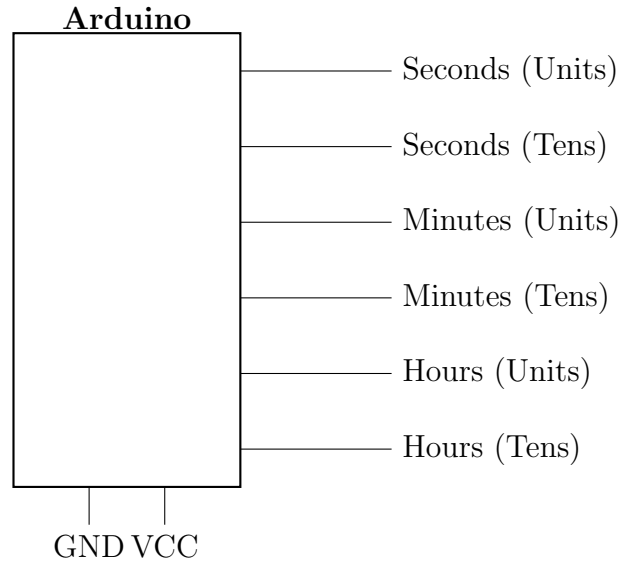 Arduino
Seconds (Units)
Seconds (Tens)
Minutes (Units)
Minutes (Tens)
Hours (Units)
Hours (Tens)
GND VCC